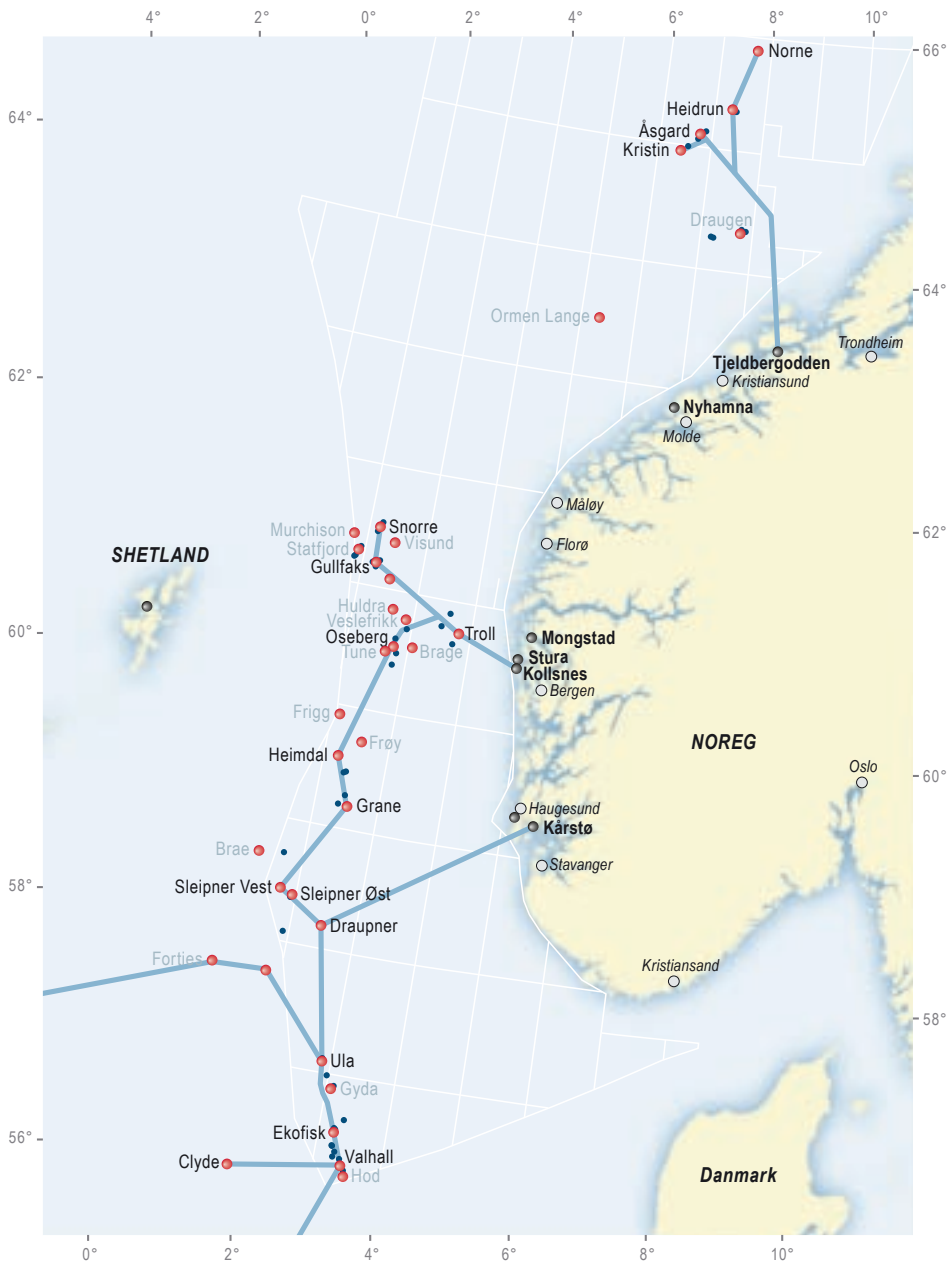 4° 2° 0° 2° 4° 6° 8° 10°
Norne
66°
Heidrun
64°
Åsgard
Kristin
Draugen
64°
Ormen Lange
Trondheim
Tjeldbergodden
62°
Kristiansund
Nyhamna
Molde
Måløy
Snorre
Murchison
62°
Visund
Statfjord
Florø
SHETLAND
Gullfaks
Huldra
Veslefrikk
60°
Troll
Oseberg
Mongstad
Tune
Brage
Stura
Kollsnes
Bergen
Frigg
Frøy
NOREG
Heimdal
Oslo
60°
Grane
Haugesund
Kårstø
Brae
Stavanger
58°
Sleipner Vest
Sleipner Øst
Draupner
Forties
Kristiansand
58°
Ula
Gyda
Ekofisk
56°
Valhall
Clyde
Hod
Danmark
0° 2° 4° 6° 8° 10°